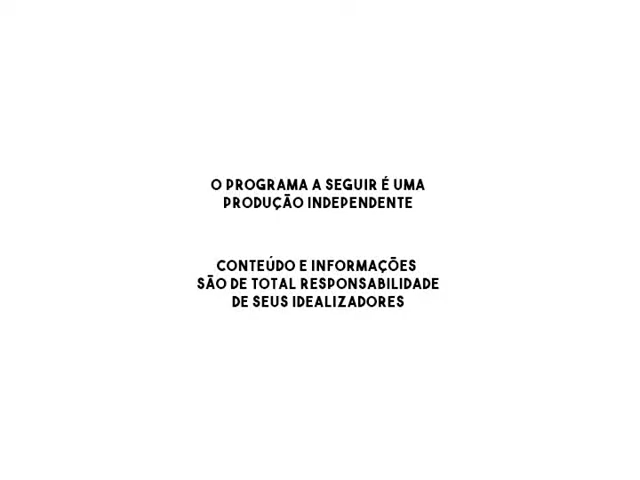 O PROGRAMA A SEGUIR É UMA
PRODUÇÃO INDEPENDENTE
CONTEÚDO E INFORMAÇÕES
SÃO DE TOTAL RESPONSABILIDADE
DE SEUS IDEALIZADORES